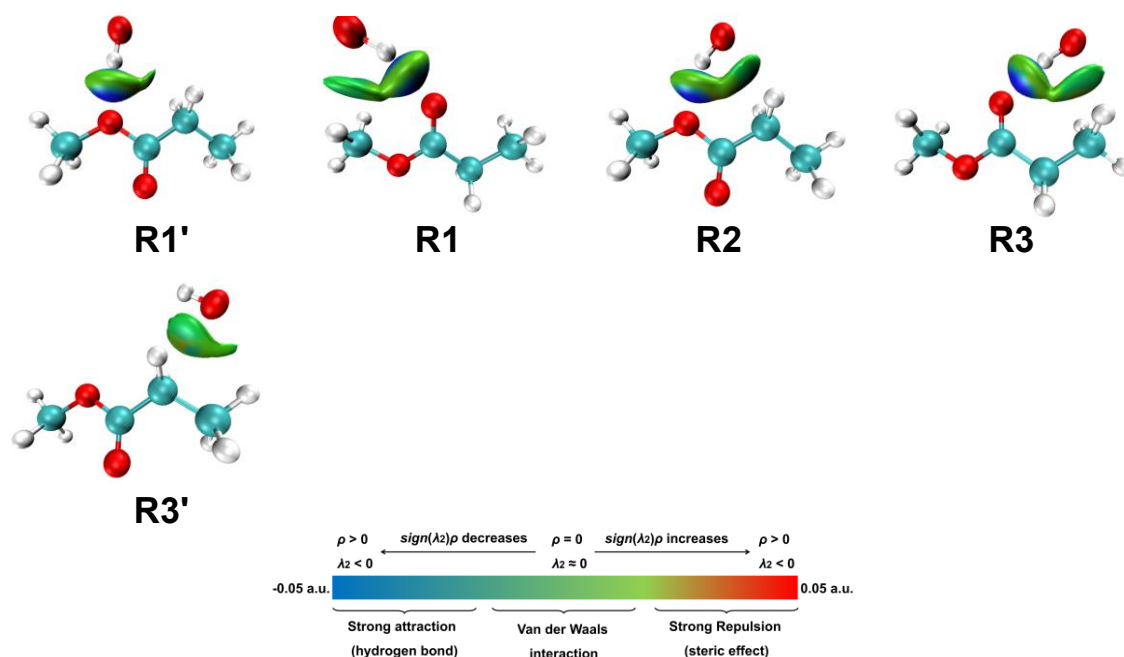 R1'
R1
R2
R3
R3'
ρ > 0 sign(λ₂)ρ decreases ρ = 0 sign(λ₂)ρ increases ρ > 0
λ₂ < 0 λ₂ ≈ 0 λ₂ < 0
-0.05 a.u. 0.05 a.u.
Strong attraction Van der Waals Strong Repulsion
(hydrogen bond) interaction (steric effect)